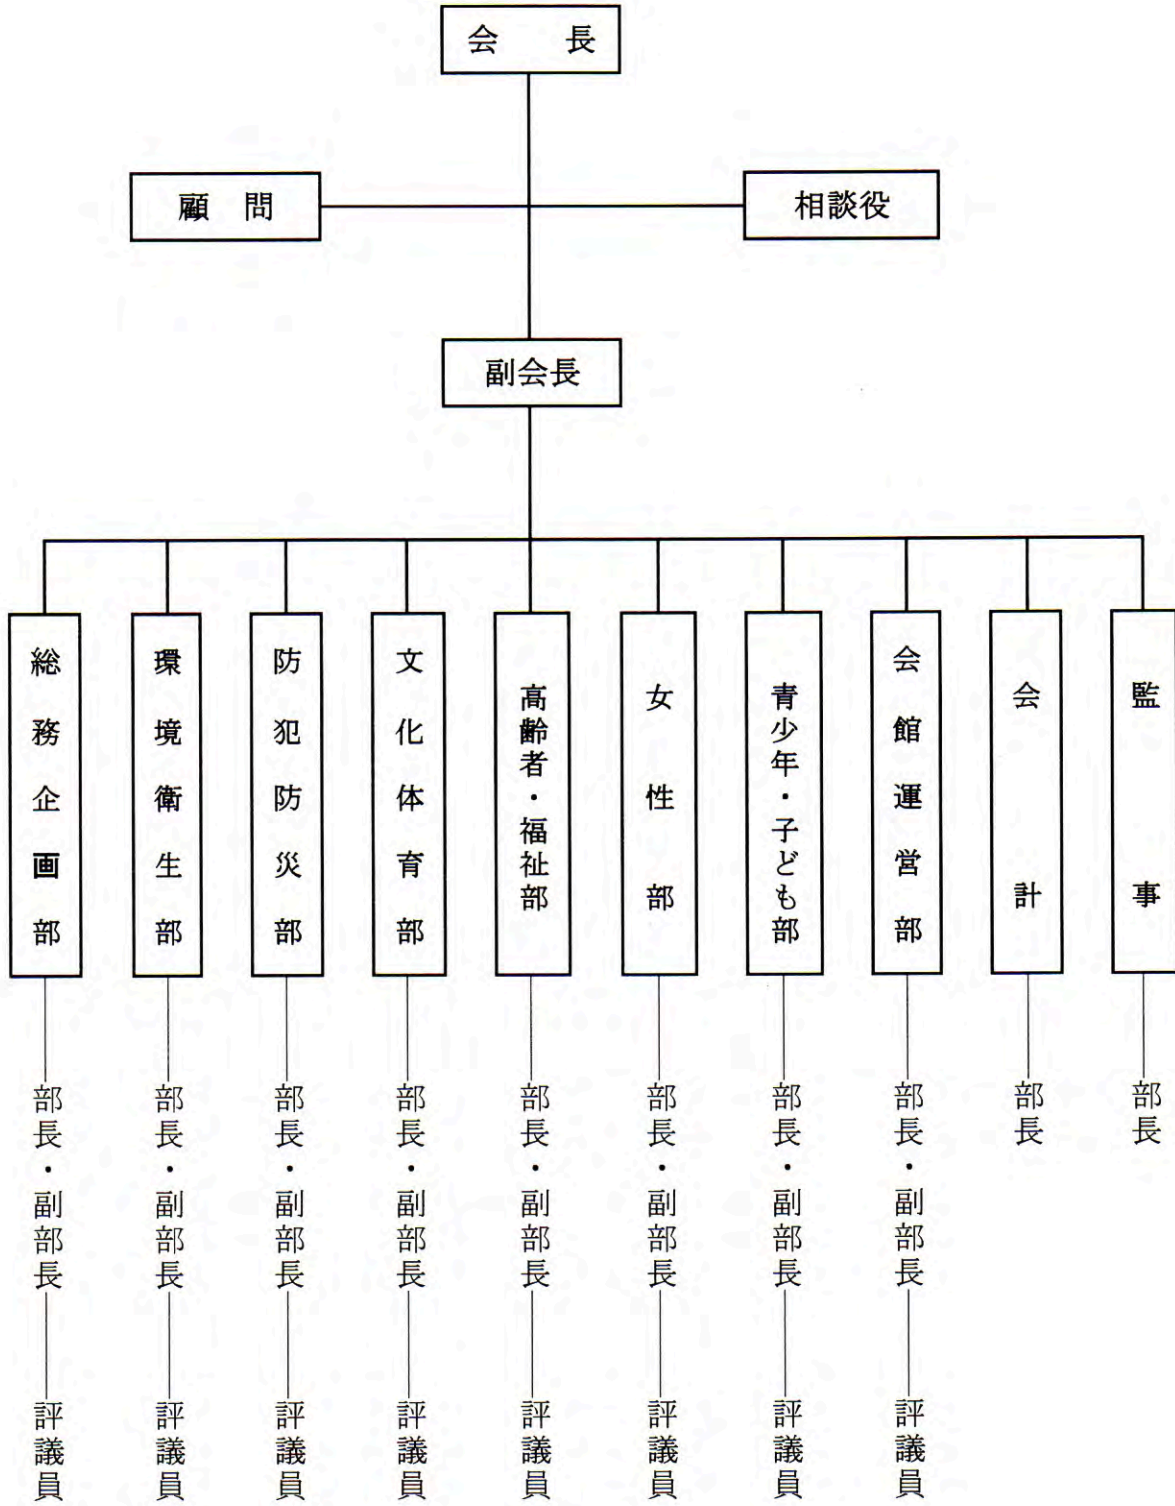 会長
顧問
相談役
副会長
総務企画部
環境衛生部
防犯防災部
文化体育部
高齢者・福祉部
女性部
青少年・子ども部
会館運営部
会計
監事
部長・副部長
部長・副部長
部長・副部長
部長・副部長
部長・副部長
部長・副部長
部長・副部長
部長・副部長
部長
部長
評議員
評議員
評議員
評議員
評議員
評議員
評議員
評議員